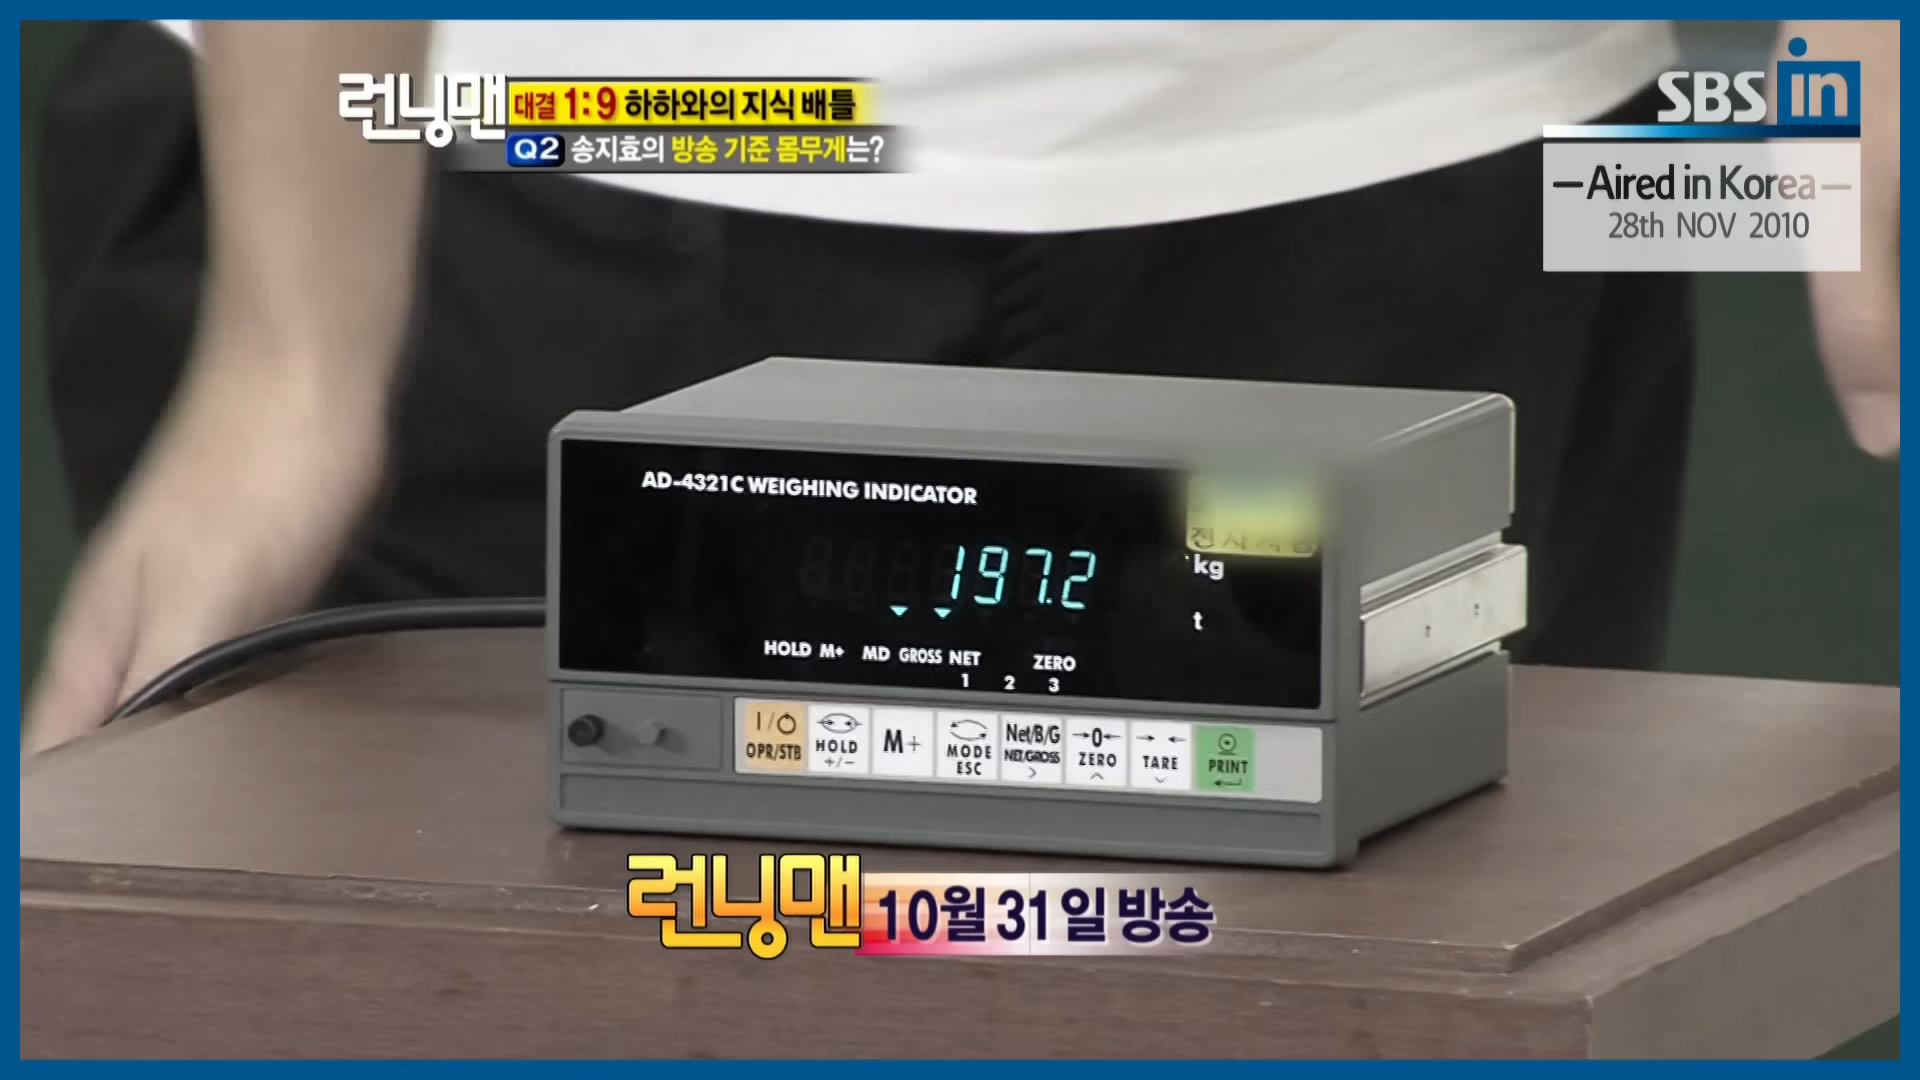 런닝맨
대결 1:9 하하와의 지식 배틀
Q2 송지효의 방송 기준 몸무게는?
SBS in
Aired in Korea
28th NOV 2010
AD-4321C WEIGHING INDICATOR
197.2
kg
t
HOLD M+ MD GROSS NET ZERO
1 2 3
I/
OPR/STB
HOLD
+/−
M+
MODE
ESC
Net/B/G
NET/GROSS
>
→0←
ZERO
→ ←
TARE
PRINT
런닝맨 10월 31일 방송